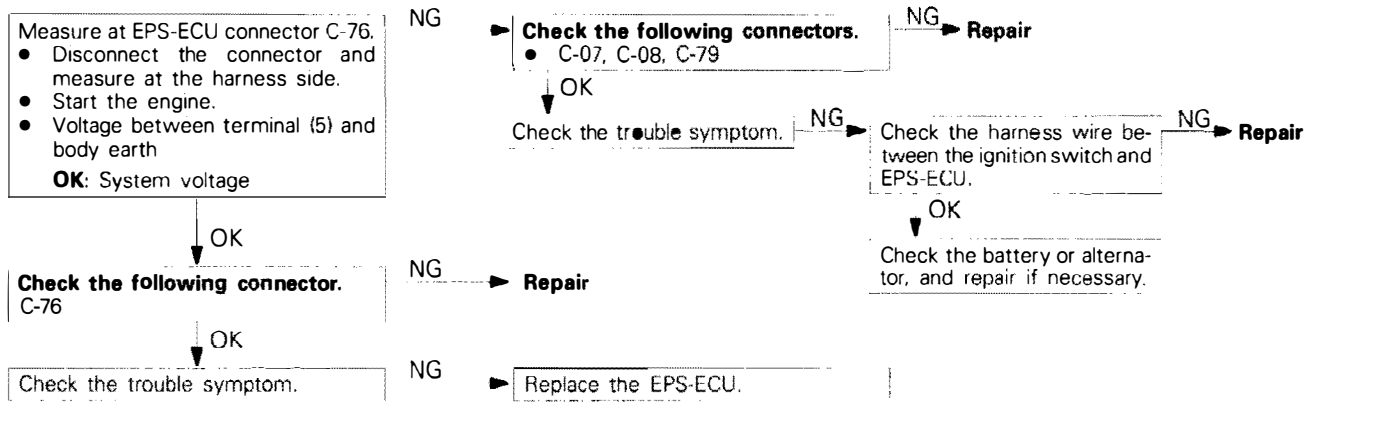 Measure at EPS-ECU connector C-76.
● Disconnect the connector and
measure at the harness side.
● Start the engine.
● Voltage between terminal (5) and
body earth
OK: System voltage
NG
Check the following connectors.
● C-07, C-08, C-79
NG
Repair
OK
Check the trouble symptom.
NG
Check the harness wire be-
tween the ignition switch and
EPS-ECU.
NG
Repair
OK
Check the battery or alterna-
tor, and repair if necessary.
OK
Check the following connector.
C-76
NG
Repair
OK
Check the trouble symptom.
NG
Replace the EPS-ECU.